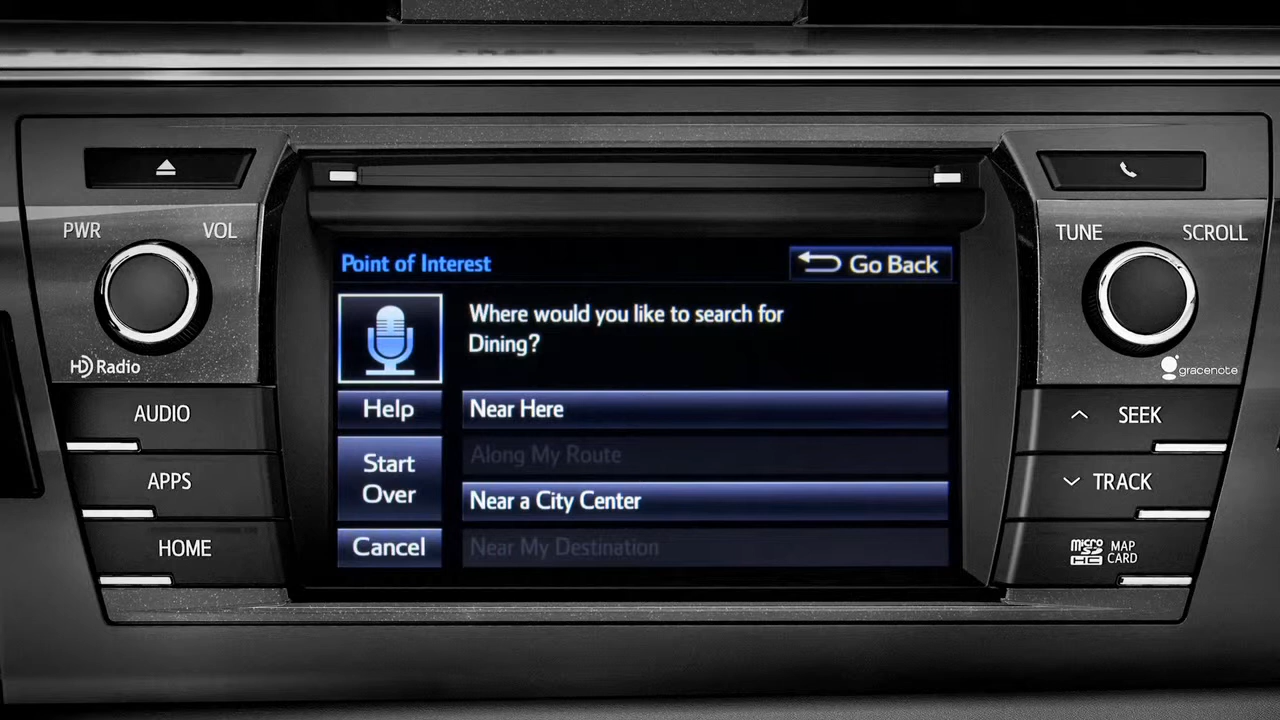 PWR
VOL
TUNE
SCROLL
Point of Interest
Go Back
Where would you like to search for
Dining?
HD Radio
gracenote
Help
Near Here
AUDIO
SEEK
Start
Over
Along My Route
APPS
TRACK
Near a City Center
Cancel
Near My Destination
HOME
micro
SD
HC
MAP
CARD